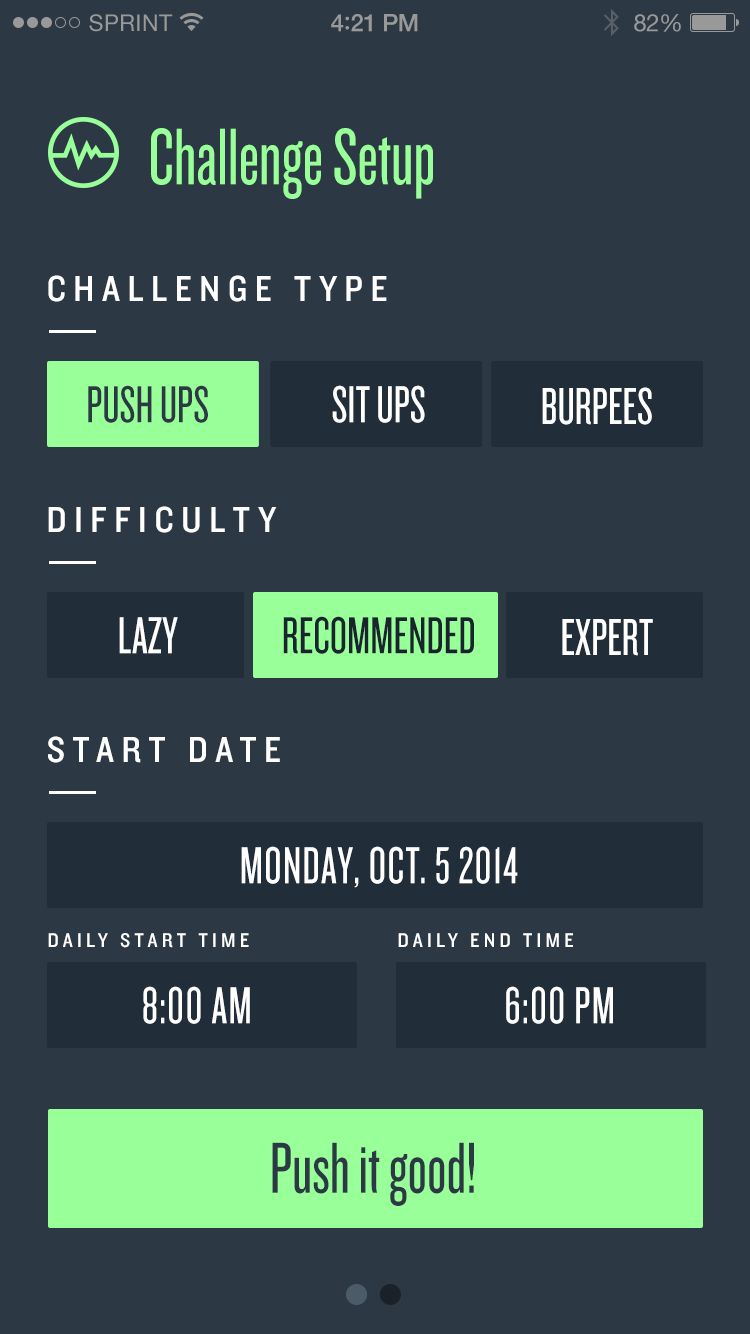 SPRINT 4:21 PM 82%
Challenge Setup
CHALLENGE TYPE
PUSH UPS SIT UPS BURPEES
DIFFICULTY
LAZY RECOMMENDED EXPERT
START DATE
MONDAY, OCT. 5 2014
DAILY START TIME DAILY END TIME
8:00 AM 6:00 PM
Push it good!